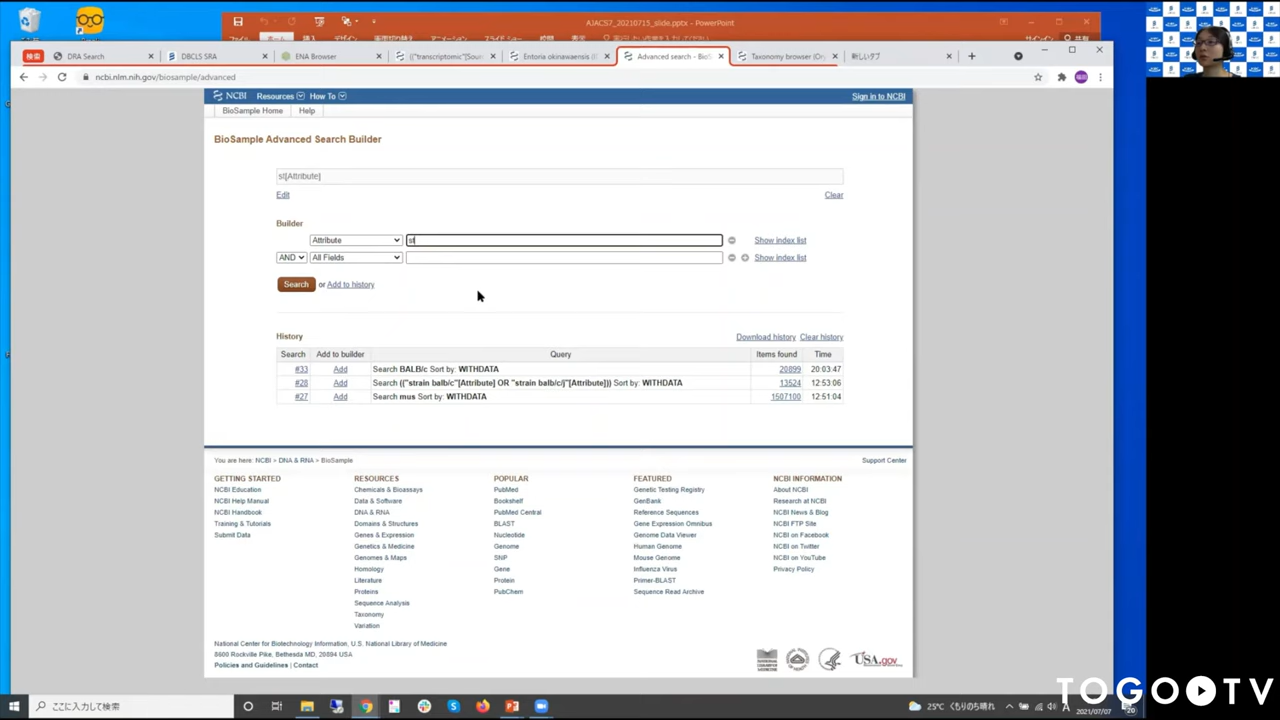 AJACS7_20210715_slide.pptx - PowerPoint
検索
DRA Search
DBCLS SRA
ENA Browser
(("transcriptomic"[Sou
Entoria okinawaensis (I
Advanced search - BioS
Taxonomy browser (Or
新しいタブ
ncbi.nlm.nih.gov/biosample/advanced
NCBI Resources How To Sign in to NCBI
BioSample Home Help
BioSample Advanced Search Builder
st[Attribute]
Edit Clear
Builder
Attribute st Show index list
AND All Fields Show index list
Search or Add to history
History Download history Clear history
Search Add to builder Query Items found Time
#33 Add Search BALB/c Sort by: WITHDATA 20899 20:03:47
#28 Add Search (("strain balb/c"[Attribute] OR "strain balb/c/j"[Attribute])) Sort by: WITHDATA 13524 12:53:06
#27 Add Search mus Sort by: WITHDATA 1507100 12:51:04
You are here: NCBI > DNA & RNA > BioSample Support Center
GETTING STARTED
NCBI Education
NCBI Help Manual
NCBI Handbook
Training & Tutorials
Submit Data
RESOURCES
Chemicals & Bioassays
Data & Software
DNA & RNA
Domains & Structures
Genes & Expression
Genetics & Medicine
Genomes & Maps
Homology
Literature
Proteins
Sequence Analysis
Taxonomy
Variation
POPULAR
PubMed
Bookshelf
PubMed Central
BLAST
Nucleotide
Genome
SNP
Gene
Protein
PubChem
FEATURED
Genetic Testing Registry
GenBank
Reference Sequences
Gene Expression Omnibus
Genome Data Viewer
Human Genome
Mouse Genome
Influenza Virus
Primer-BLAST
Sequence Read Archive
NCBI INFORMATION
About NCBI
Research at NCBI
NCBI News & Blog
NCBI FTP Site
NCBI on Facebook
NCBI on Twitter
NCBI on YouTube
Privacy Policy
National Center for Biotechnology Information, U.S. National Library of Medicine
8600 Rockville Pike, Bethesda MD, 20894 USA
Policies and Guidelines | Contact
USA.gov
TOGO TV
ここに入力して検索
25°C くもりのち晴れ
2021/07/07
20